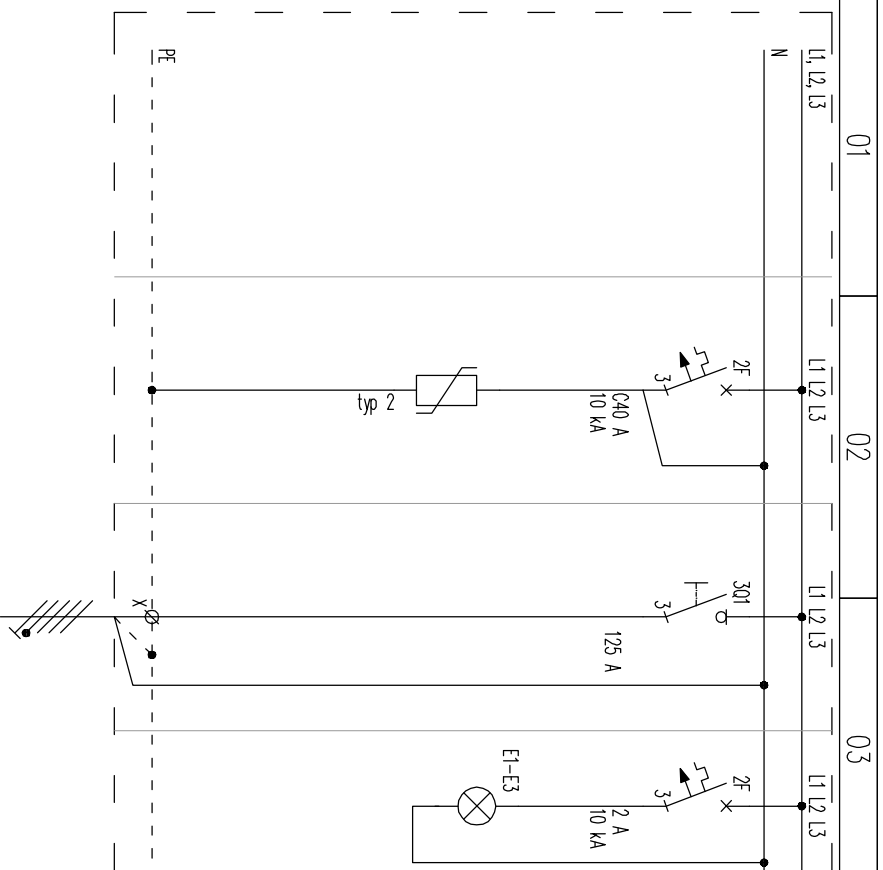 01
02
03
L1, L2, L3
N
PE
L1 L2 L3
2F
3
C40 A
10 kA
typ 2
L1 L2 L3
3Q1
3
125 A
X
L1 L2 L3
2F
3
2 A
10 kA
E1-E3